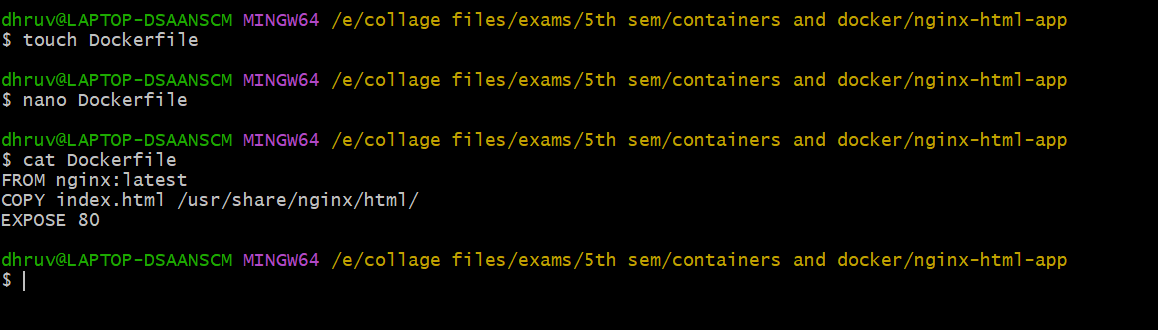 dhruv@LAPTOP-DSAANSCM MINGW64 /e/collage files/exams/5th sem/containers and docker/nginx-html-app
$ touch Dockerfile
dhruv@LAPTOP-DSAANSCM MINGW64 /e/collage files/exams/5th sem/containers and docker/nginx-html-app
$ nano Dockerfile
dhruv@LAPTOP-DSAANSCM MINGW64 /e/collage files/exams/5th sem/containers and docker/nginx-html-app
$ cat Dockerfile
FROM nginx:latest
COPY index.html /usr/share/nginx/html/
EXPOSE 80
dhruv@LAPTOP-DSAANSCM MINGW64 /e/collage files/exams/5th sem/containers and docker/nginx-html-app
$